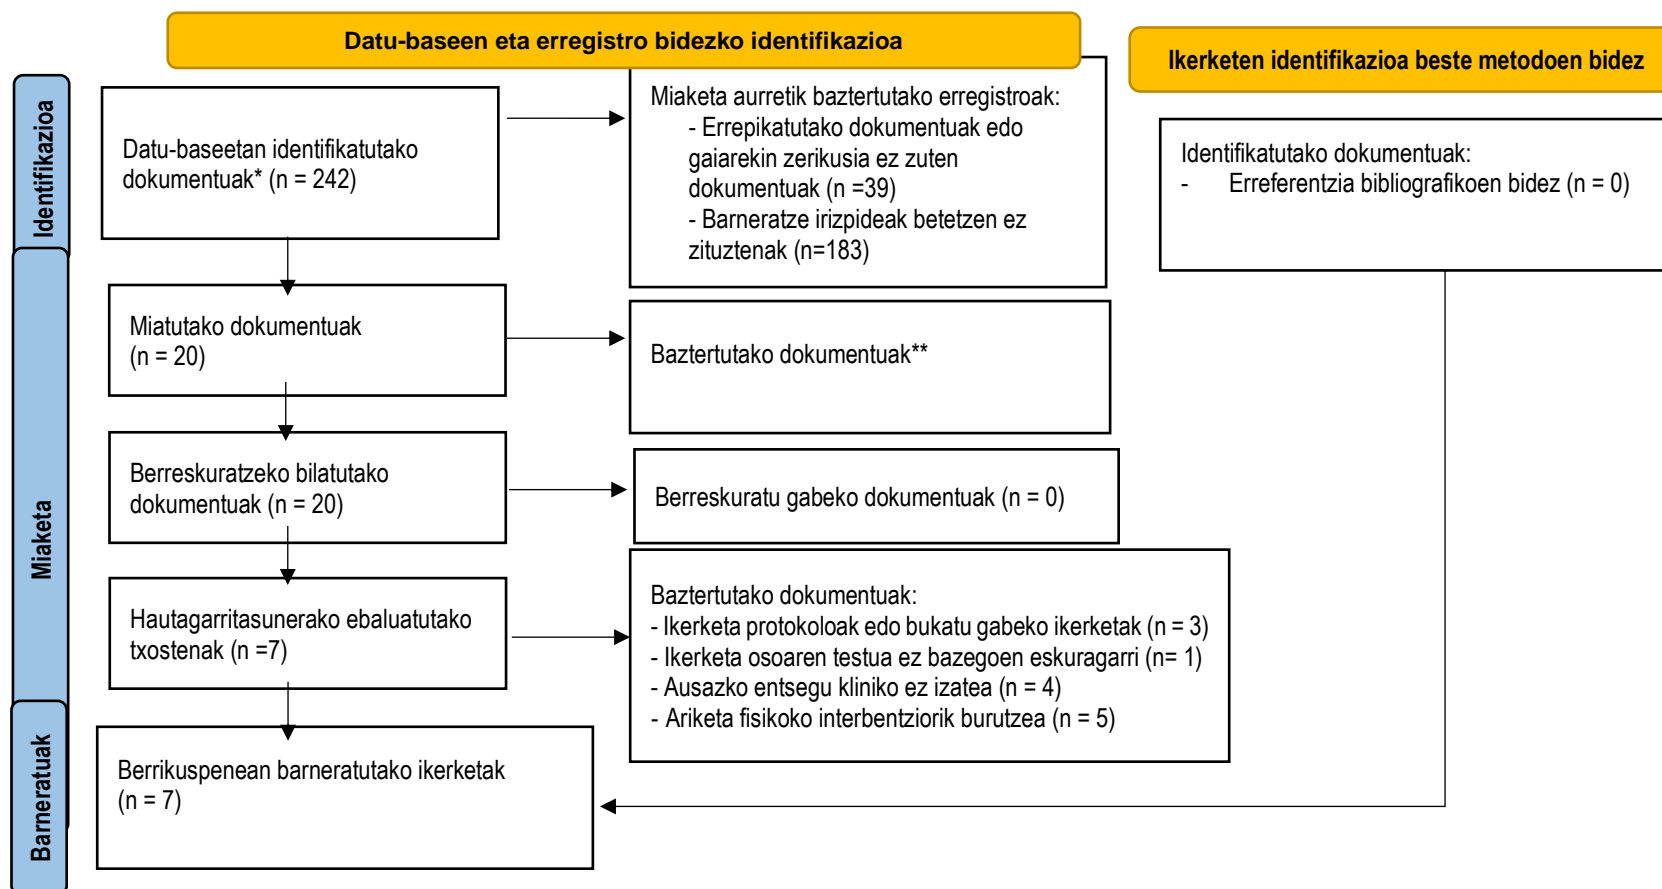 Datu-baseen eta erregistro bidezko identifikazioa
Ikerketen identifikazioa beste metodoen bidez
Identifikazioa
Datu-baseetan identifikatutako
dokumentuak* (n = 242)
Miaketa aurretik baztertutako erregistroak:
- Errepikatutako dokumentuak edo
gaiarekin zerikusia ez zuten
dokumentuak (n =39)
- Barneratze irizpideak betetzen ez
zituztenak (n=183)
Identifikatutako dokumentuak:
- Erreferentzia bibliografikoen bidez (n = 0)
Miaketa
Miatutako dokumentuak
(n = 20)
Baztertutako dokumentuak**
Berreskuratzeko bilatutako
dokumentuak (n = 20)
Berreskuratu gabeko dokumentuak (n = 0)
Hautagarritasunerako ebaluatutako
txostenak (n =7)
Baztertutako dokumentuak:
- Ikerketa protokoloak edo bukatu gabeko ikerketak (n = 3)
- Ikerketa osoaren testua ez bazegoen eskuragarri (n= 1)
- Ausazko entsegu kliniko ez izatea (n = 4)
- Ariketa fisikoko interbentziorik burutzea (n = 5)
Barneratuak
Berrikuspenean barneratutako ikerketak
(n = 7)